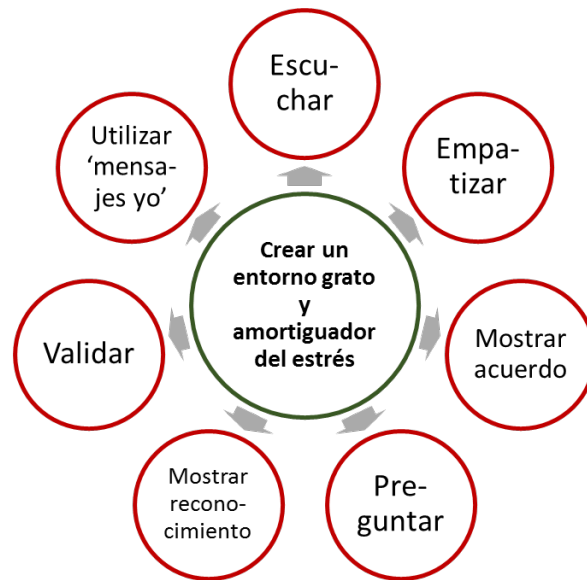 Escu-
char
Empa-
tizar
Mostrar
acuerdo
Pre-
guntar
Mostrar
recono-
cimiento
Validar
Utilizar
‘mensa-
jes yo’
Crear un
entorno grato
y
amortiguador
del estrés